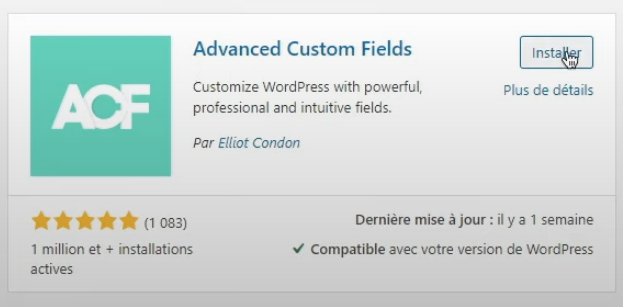 ACF
Advanced Custom Fields
Installer
Customize WordPress with powerful,
professional and intuitive fields.
Plus de détails
Par Elliot Condon
(1 083)
1 million et + installations
actives
Dernière mise à jour : il y a 1 semaine
Compatible avec votre version de WordPress